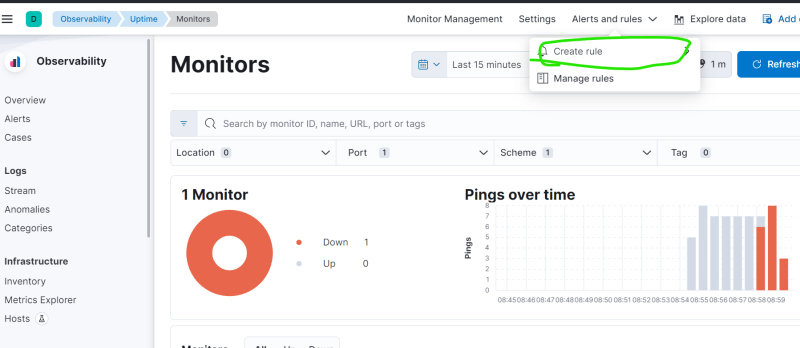 D Observability Uptime Monitors Monitor Management Settings Alerts and rules Explore data Add
Create rule
Manage rules
Observability
Overview
Alerts
Cases
Logs
Stream
Anomalies
Categories
Infrastructure
Inventory
Metrics Explorer
Hosts
Monitors
Last 15 minutes
1 m
Refresh
Search by monitor ID, name, URL, port or tags
Location 0 Port 1 Scheme 1 Tag 0
1 Monitor
Down 1
Up 0
Pings over time
Pings
8
7
6
5
4
3
2
1
0
08:45 08:46 08:47 08:48 08:49 08:50 08:51 08:52 08:53 08:54 08:55 08:56 08:57 08:58 08:59